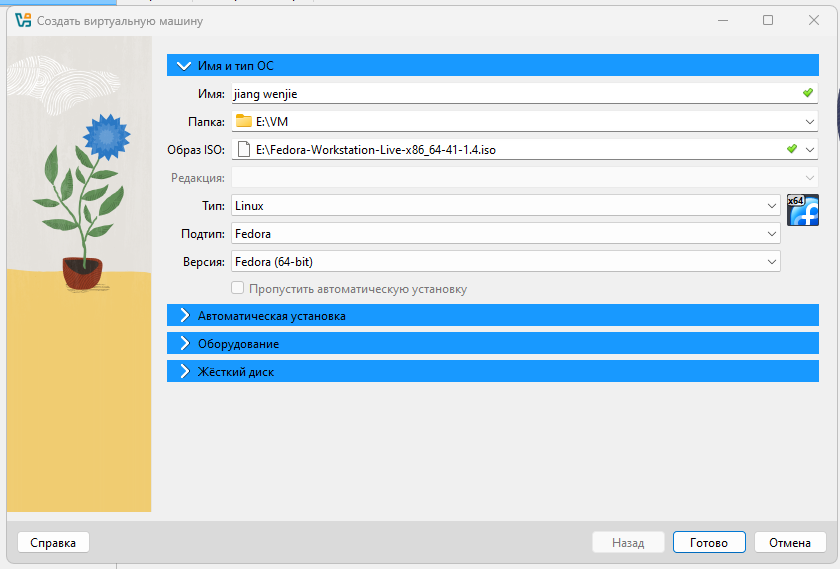 Создать виртуальную машину
Имя и тип ОС
Имя: jiang wenjie
Папка: E:\VM
Образ ISO: E:\Fedora-Workstation-Live-x86_64-41-1.4.iso
Редакция:
Тип: Linux
x64
Подтип: Fedora
Версия: Fedora (64-bit)
Пропустить автоматическую установку
Автоматическая установка
Оборудование
Жёсткий диск
Справка Назад Готово Отмена